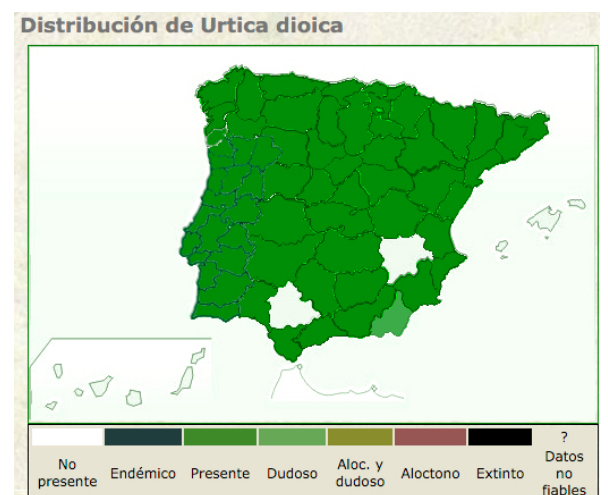 Distribución de Urtica dioica
?
No presente
Endémico
Presente
Dudoso
Aloc. y dudoso
Aloctono
Extinto
Datos no fiables